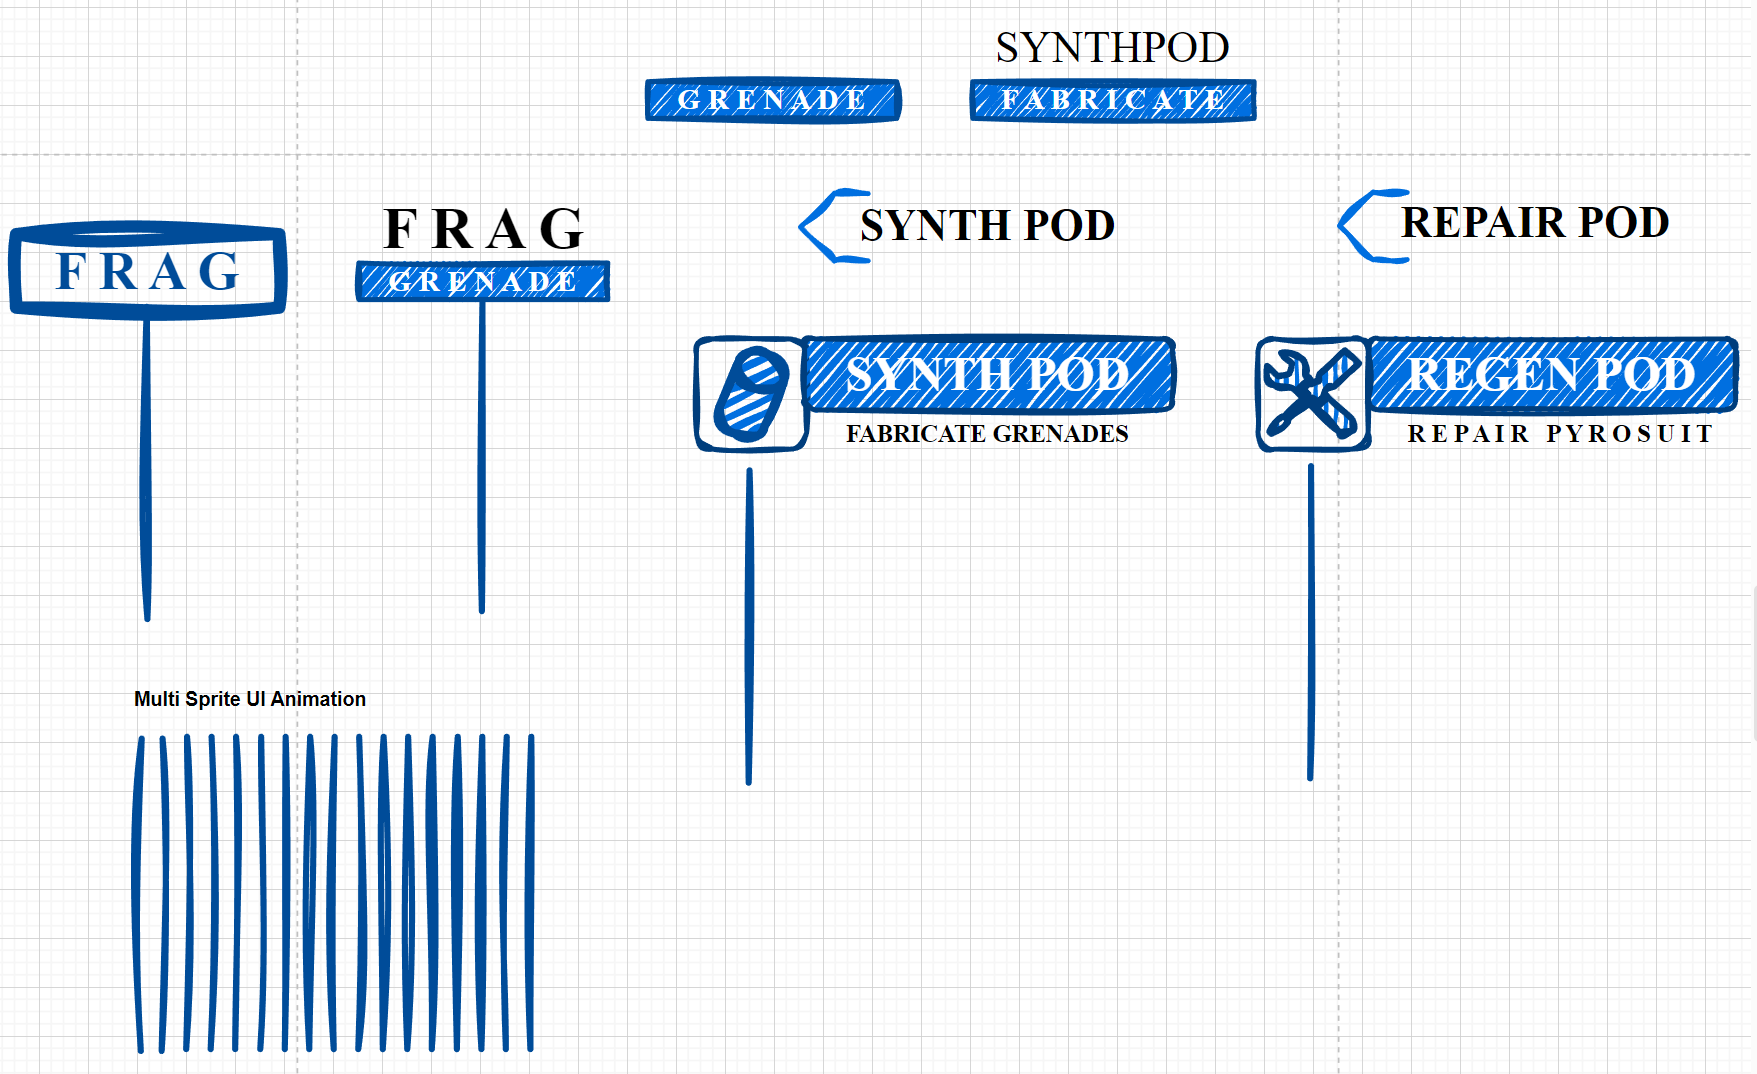 SYNTHPOD
GRENADE
FABRICATE
FRAG
FRAG
GRENADE
SYNTH POD
REPAIR POD
SYNTH POD
FABRICATE GRENADES
REGEN POD
REPAIR PYROSUIT
Multi Sprite UI Animation